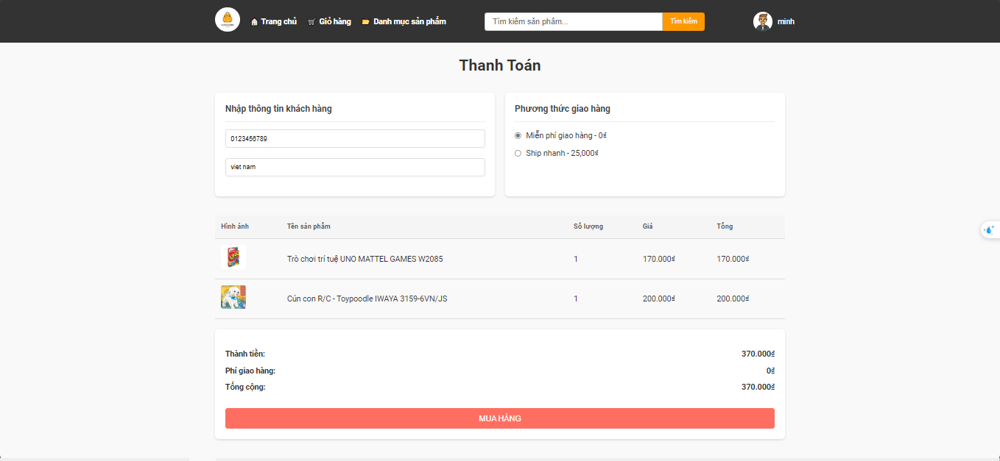 Trang chủ Giỏ hàng Danh mục sản phẩm Tìm kiếm sản phẩm... Tìm kiếm minh
Thanh Toán
Nhập thông tin khách hàng
0123456789
viet nam
Phương thức giao hàng
Miễn phí giao hàng - 0₫
Ship nhanh - 25,000₫
Hình ảnh Tên sản phẩm Số lượng Giá Tổng
Trò chơi trí tuệ UNO MATTEL GAMES W2085 1 170.000₫ 170.000₫
Cún con R/C - Toypoodle IWAYA 3159-6VN/JS 1 200.000₫ 200.000₫
Thành tiền: 370.000₫
Phí giao hàng: 0₫
Tổng cộng: 370.000₫
MUA HÀNG